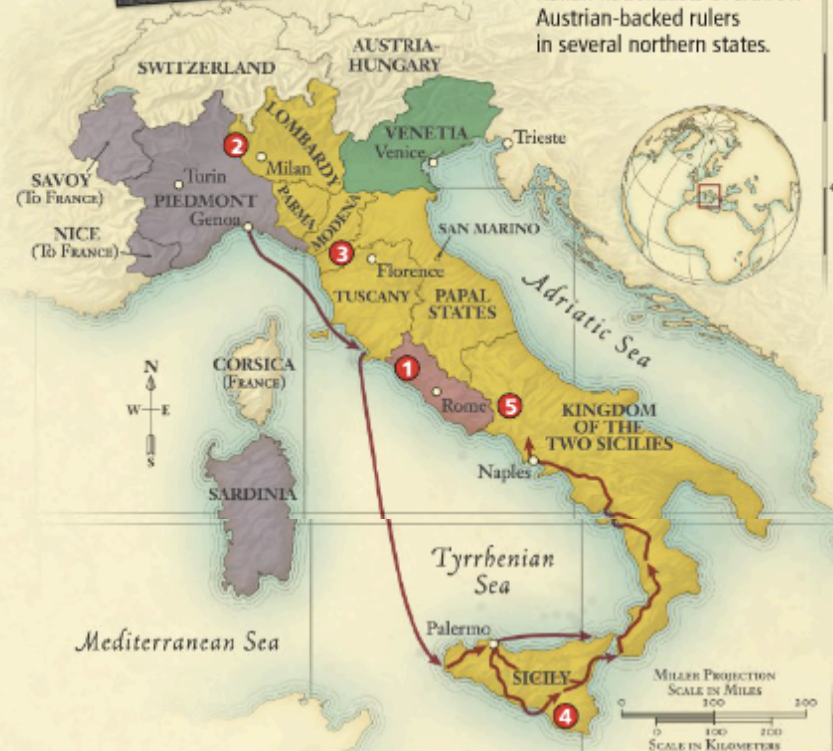 Austrian-backed rulers
in several northern states.
AUSTRIA-
HUNGARY
SWITZERLAND
LOMBARDY
VENETIA
Venice
Trieste
2
Milan
Turin
SAVOY
(TO FRANCE)
PIEDMONT
PARMA
MODENA
Genoa
NICE
(TO FRANCE)
SAN MARINO
3
Florence
TUSCANY
PAPAL
STATES
Adriatic Sea
CORSICA
(FRANCE)
N
W
E
S
1
Rome
5
KINGDOM
OF THE
TWO SICILIES
Naples
SARDINIA
Tyrrhenian
Sea
Mediterranean Sea
Palermo
SICILY
4
MILLER PROJECTION
SCALE IN MILES
0 100 200
0 100 200
SCALE IN KILOMETERS